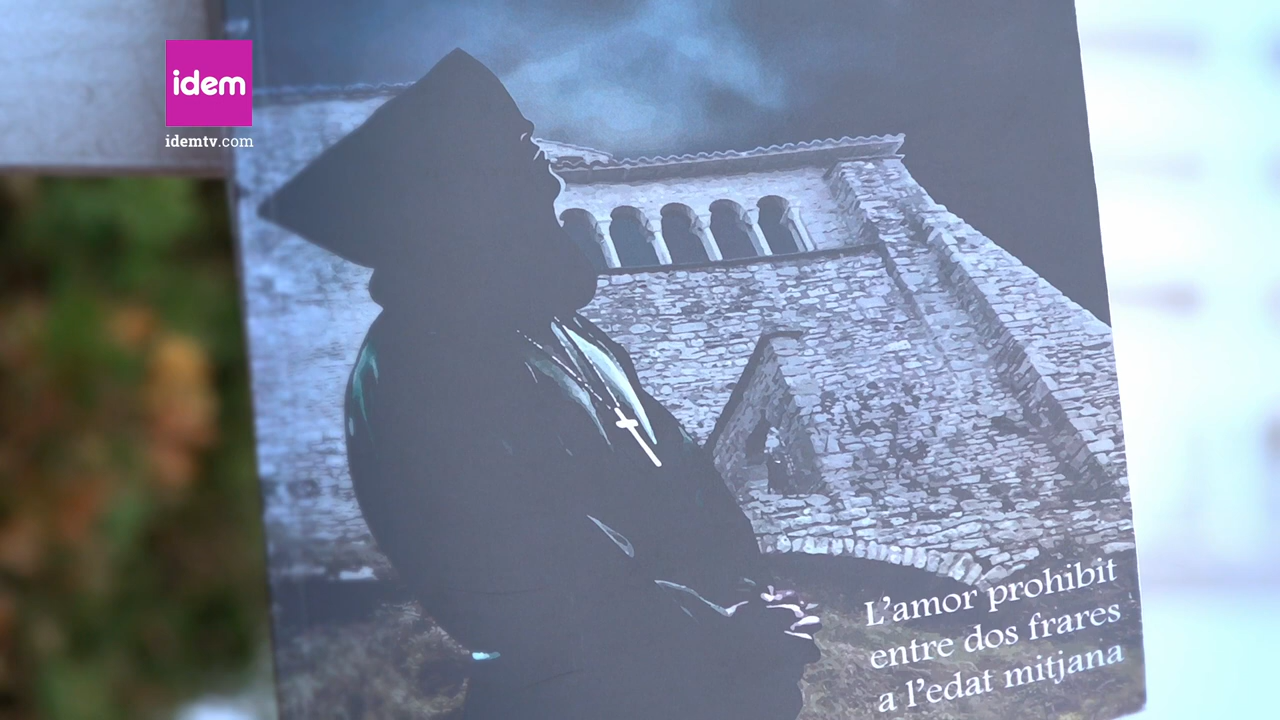 idem
idemtv.com
L'amor prohibit
entre dos frares
a l'edat mitjana